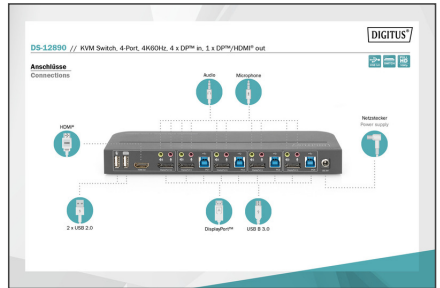 DIGITUS®
DS-12890 // KVM Switch, 4-Port, 4K60Hz, 4 x DP™ in, 1 x DP™/HDMI® out
Anschlüsse
Connections
Audio
Microphone
HDMI®
Netzstecker
Power supply
2 x USB 2.0
DisplayPort™
USB B 3.0